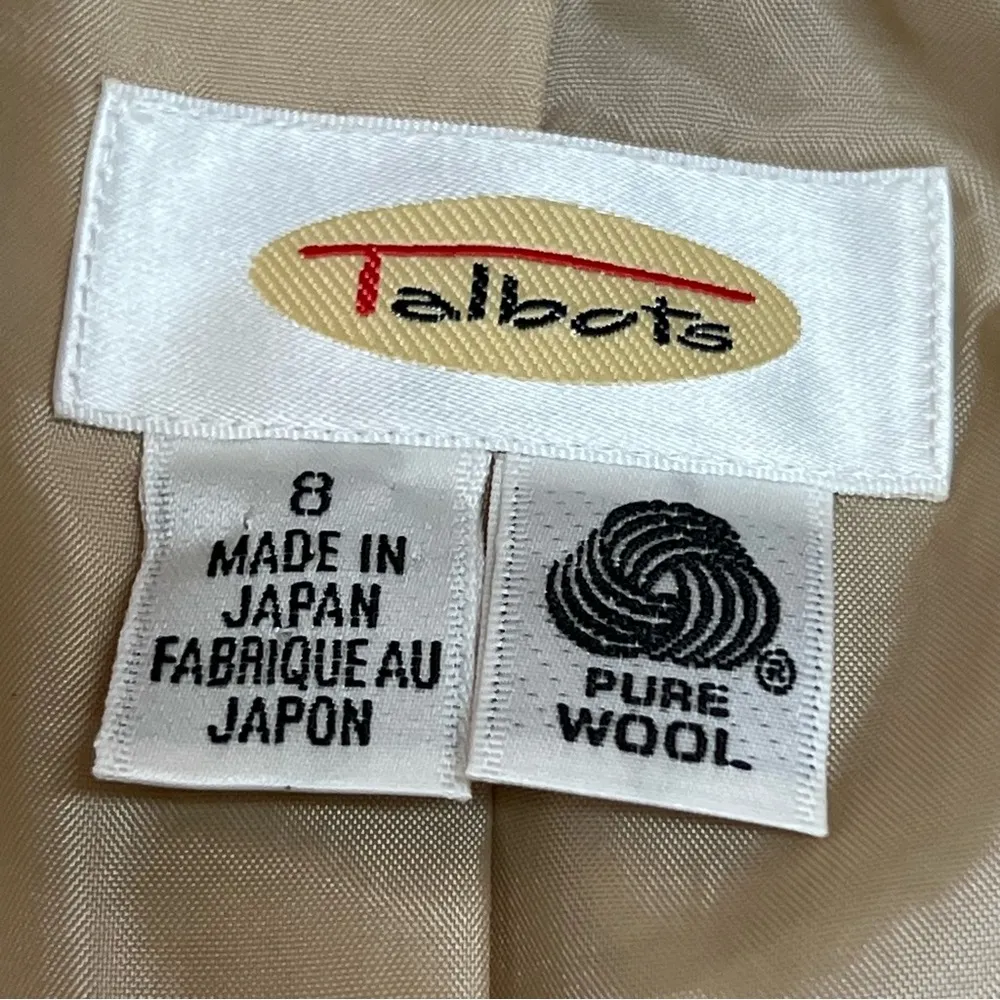 Talbots
8
MADE IN
JAPAN
FABRIQUE AU
JAPON
®
PURE
WOOL